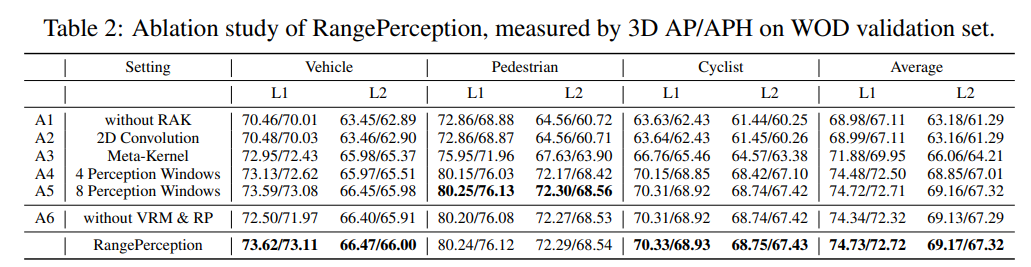 Table 2: Ablation study of RangePerception, measured by 3D AP/APH on WOD validation set.
Setting Vehicle Pedestrian Cyclist Average
L1 L2 L1 L2 L1 L2 L1 L2
A1 without RAK 70.46/70.01 63.45/62.89 72.86/68.88 64.56/60.72 63.63/62.43 61.44/60.25 68.98/67.11 63.18/61.29
A2 2D Convolution 70.48/70.03 63.46/62.90 72.86/68.87 64.56/60.71 63.64/62.43 61.45/60.26 68.99/67.11 63.16/61.29
A3 Meta-Kernel 72.95/72.43 65.98/65.37 75.95/71.96 67.63/63.90 66.76/65.46 64.57/63.38 71.88/69.95 66.06/64.21
A4 4 Perception Windows 73.13/72.62 65.97/65.51 80.15/76.03 72.17/68.42 70.15/68.85 68.42/67.10 74.48/72.50 68.85/67.01
A5 8 Perception Windows 73.59/73.08 66.45/65.98 80.25/76.13 72.30/68.56 70.31/68.92 68.74/67.42 74.72/72.71 69.16/67.32
A6 without VRM & RP 72.50/71.97 66.40/65.91 80.20/76.08 72.27/68.53 70.31/68.92 68.74/67.42 74.34/72.32 69.13/67.29
RangePerception 73.62/73.11 66.47/66.00 80.24/76.12 72.29/68.54 70.33/68.93 68.75/67.43 74.73/72.72 69.17/67.32